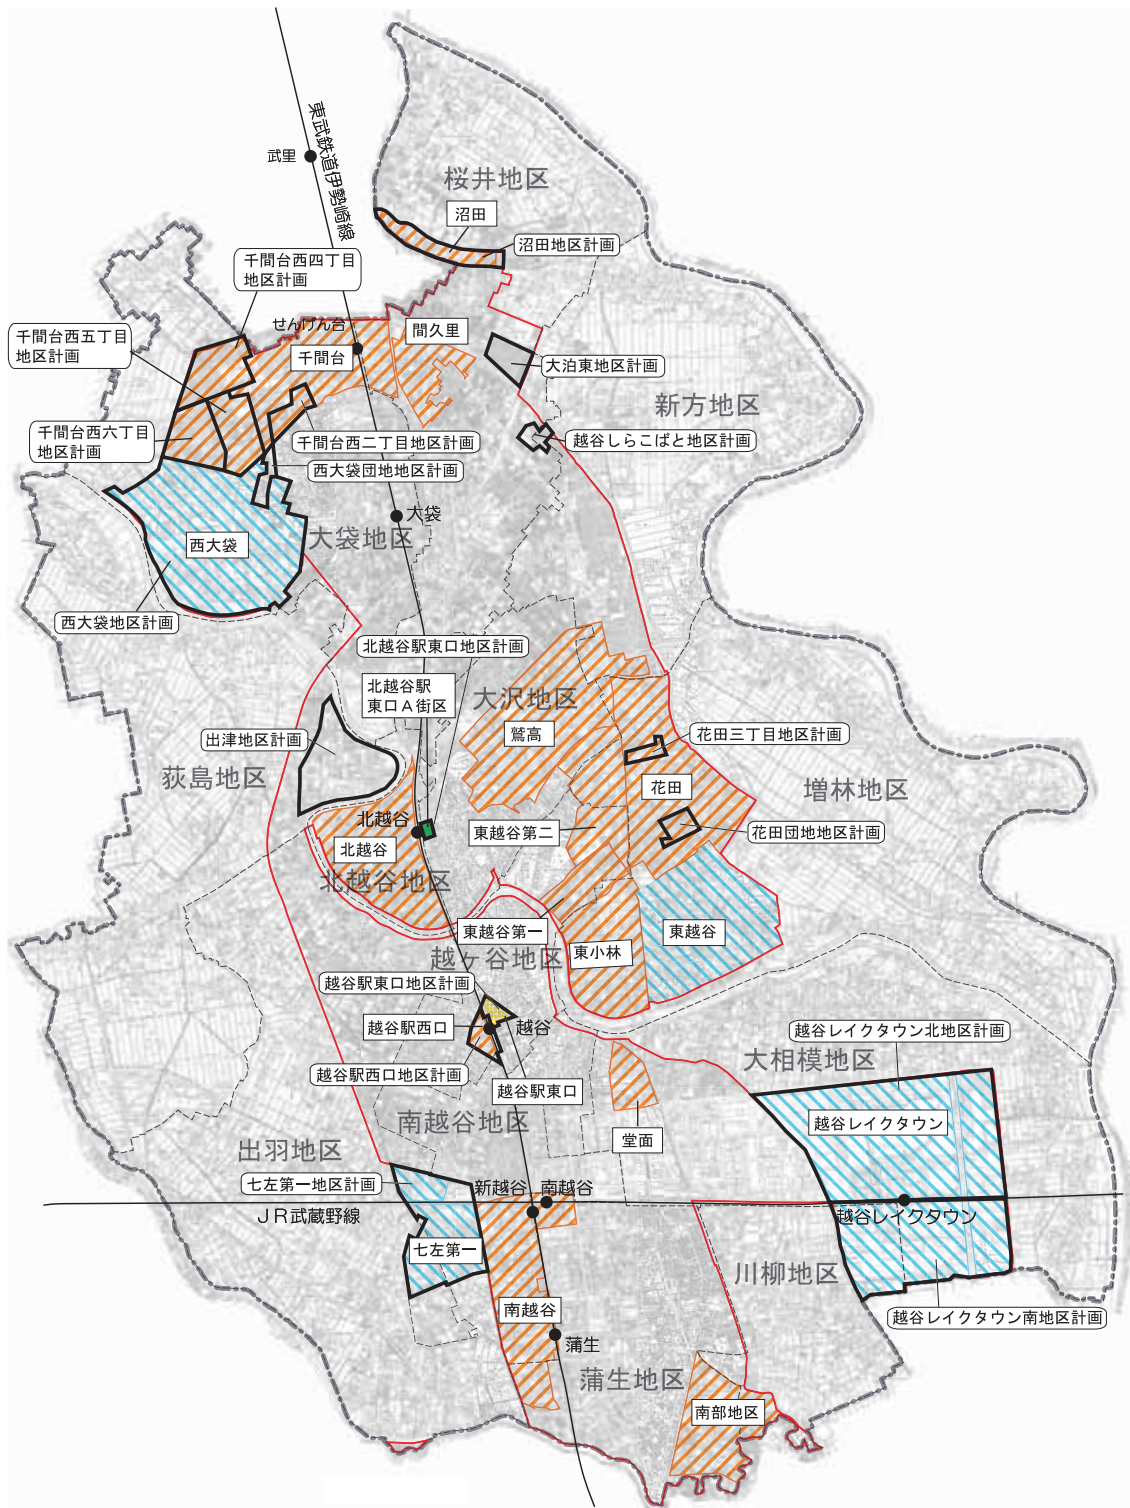 東武鉄道伊勢崎線
武里
桜井地区
沼田
沼田地区計画
千間台西四丁目
地区計画
せんげん台
千間台西五丁目
地区計画
間久里
千間台
大泊東地区計画
新方地区
千間台西六丁目
地区計画
千間台西二丁目地区計画
越谷しらこばと地区計画
西大袋団地地区計画
大袋
大袋地区
西大袋
西大袋地区計画
北越谷駅東口地区計画
北越谷駅
東口A街区
大沢地区
鷺高
出津地区計画
花田三丁目地区計画
荻島地区
花田
増林地区
北越谷
東越谷第二
花田団地地区計画
北越谷
北越谷地区
東越谷第一
東越谷
東小林
越ヶ谷地区
越谷駅東口地区計画
越谷駅西口
越谷
越谷レイクタウン北地区計画
大相模地区
越谷駅西口地区計画
越谷駅東口
南越谷地区
越谷レイクタウン
堂面
出羽地区
七左第一地区計画
新越谷
南越谷
JR武蔵野線
越谷レイクタウン
七左第一
川柳地区
南越谷
越谷レイクタウン南地区計画
蒲生
蒲生地区
南部地区